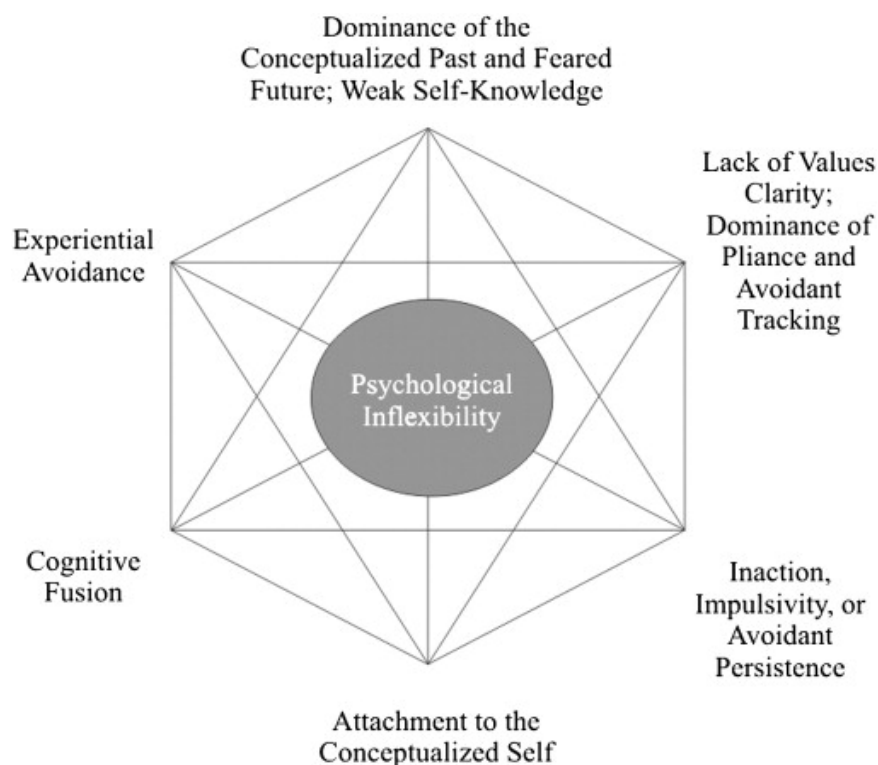 Dominance of the
Conceptualized Past and Feared
Future; Weak Self-Knowledge
Lack of Values
Clarity;
Dominance of
Pliance and
Avoidant
Tracking
Experiential
Avoidance
Psychological
Inflexibility
Cognitive
Fusion
Inaction,
Impulsivity, or
Avoidant
Persistence
Attachment to the
Conceptualized Self